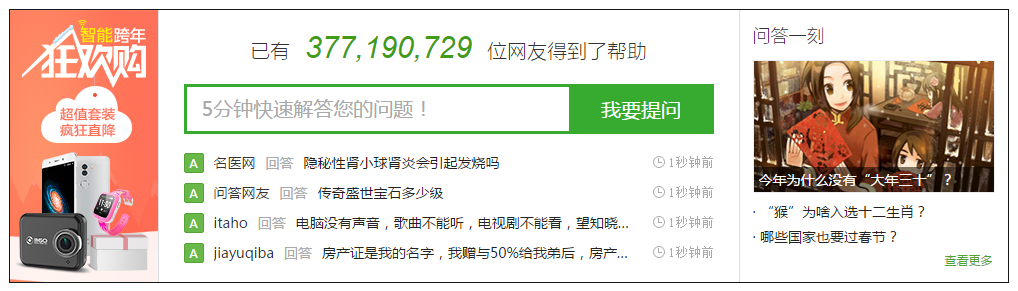 智能跨年
狂欢购
超值套装
疯狂直降
已有 377,190,729 位网友得到了帮助
5分钟快速解答您的问题！
我要提问
A 名医网 回答 隐秘性肾小球肾炎会引起发烧吗 1秒钟前
A 问答网友 回答 传奇盛世宝石多少级 1秒钟前
A itaho 回答 电脑没有声音，歌曲不能听，电视剧不能看，望知晓... 1秒钟前
A jiayuqiba 回答 房产证是我的名字，我赠与50%给我弟后，房产... 1秒钟前
问答一刻
今年为什么没有“大年三十”？
· “猴”为啥入选十二生肖？
· 哪些国家也要过春节？
查看更多